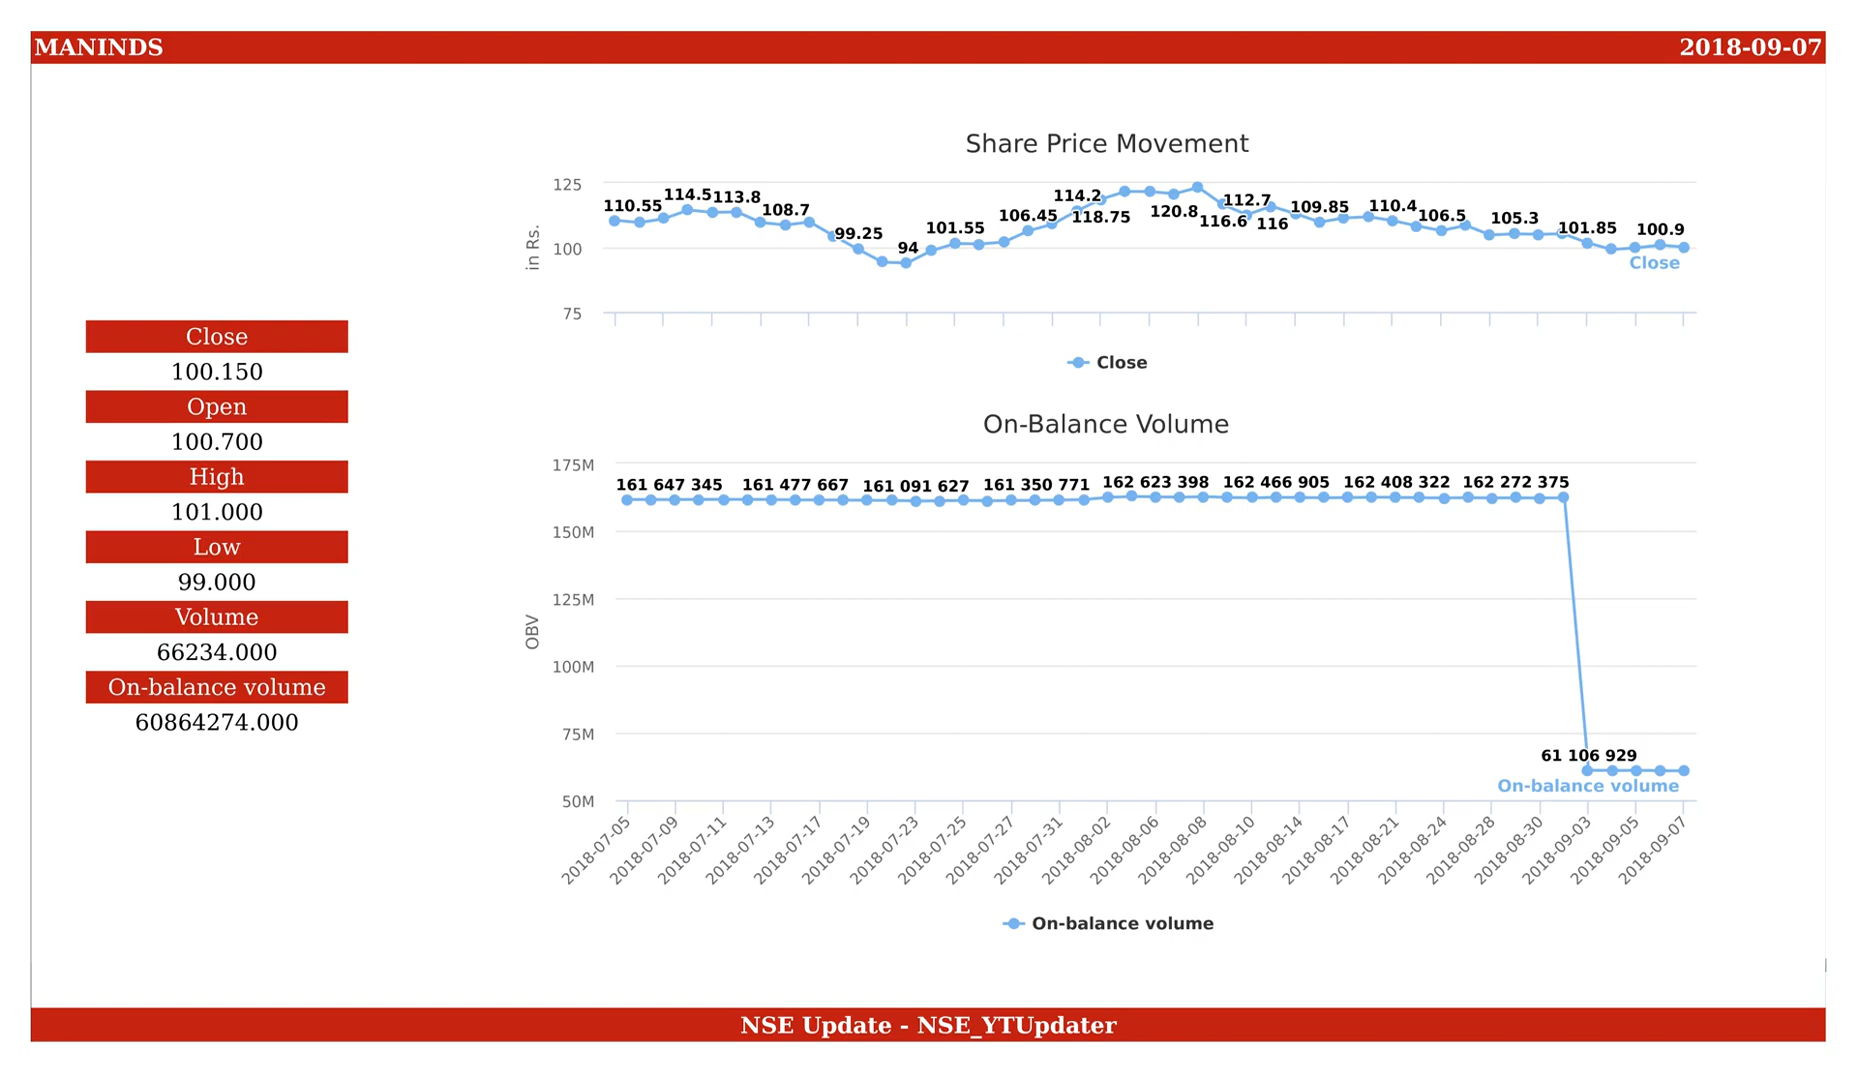 MANINDS 2018-09-07
Close
100.150
Open
100.700
High
101.000
Low
99.000
Volume
66234.000
On-balance volume
60864274.000
Share Price Movement
in Rs.
125
100
75
110.55 114.5 113.8 108.7 99.25 94 101.55 106.45 114.2 118.75 120.8 116.6 112.7 116 109.85 110.4 106.5 105.3 101.85 100.9
Close
Close
On-Balance Volume
OBV
175M
150M
125M
100M
75M
50M
161 647 345 161 477 667 161 091 627 161 350 771 162 623 398 162 466 905 162 408 322 162 272 375
61 106 929
On-balance volume
2018-07-05 2018-07-09 2018-07-11 2018-07-13 2018-07-17 2018-07-19 2018-07-23 2018-07-25 2018-07-27 2018-07-31 2018-08-02 2018-08-06 2018-08-08 2018-08-10 2018-08-14 2018-08-17 2018-08-21 2018-08-24 2018-08-28 2018-08-30 2018-09-03 2018-09-05 2018-09-07
On-balance volume
NSE Update - NSE_YTUpdater